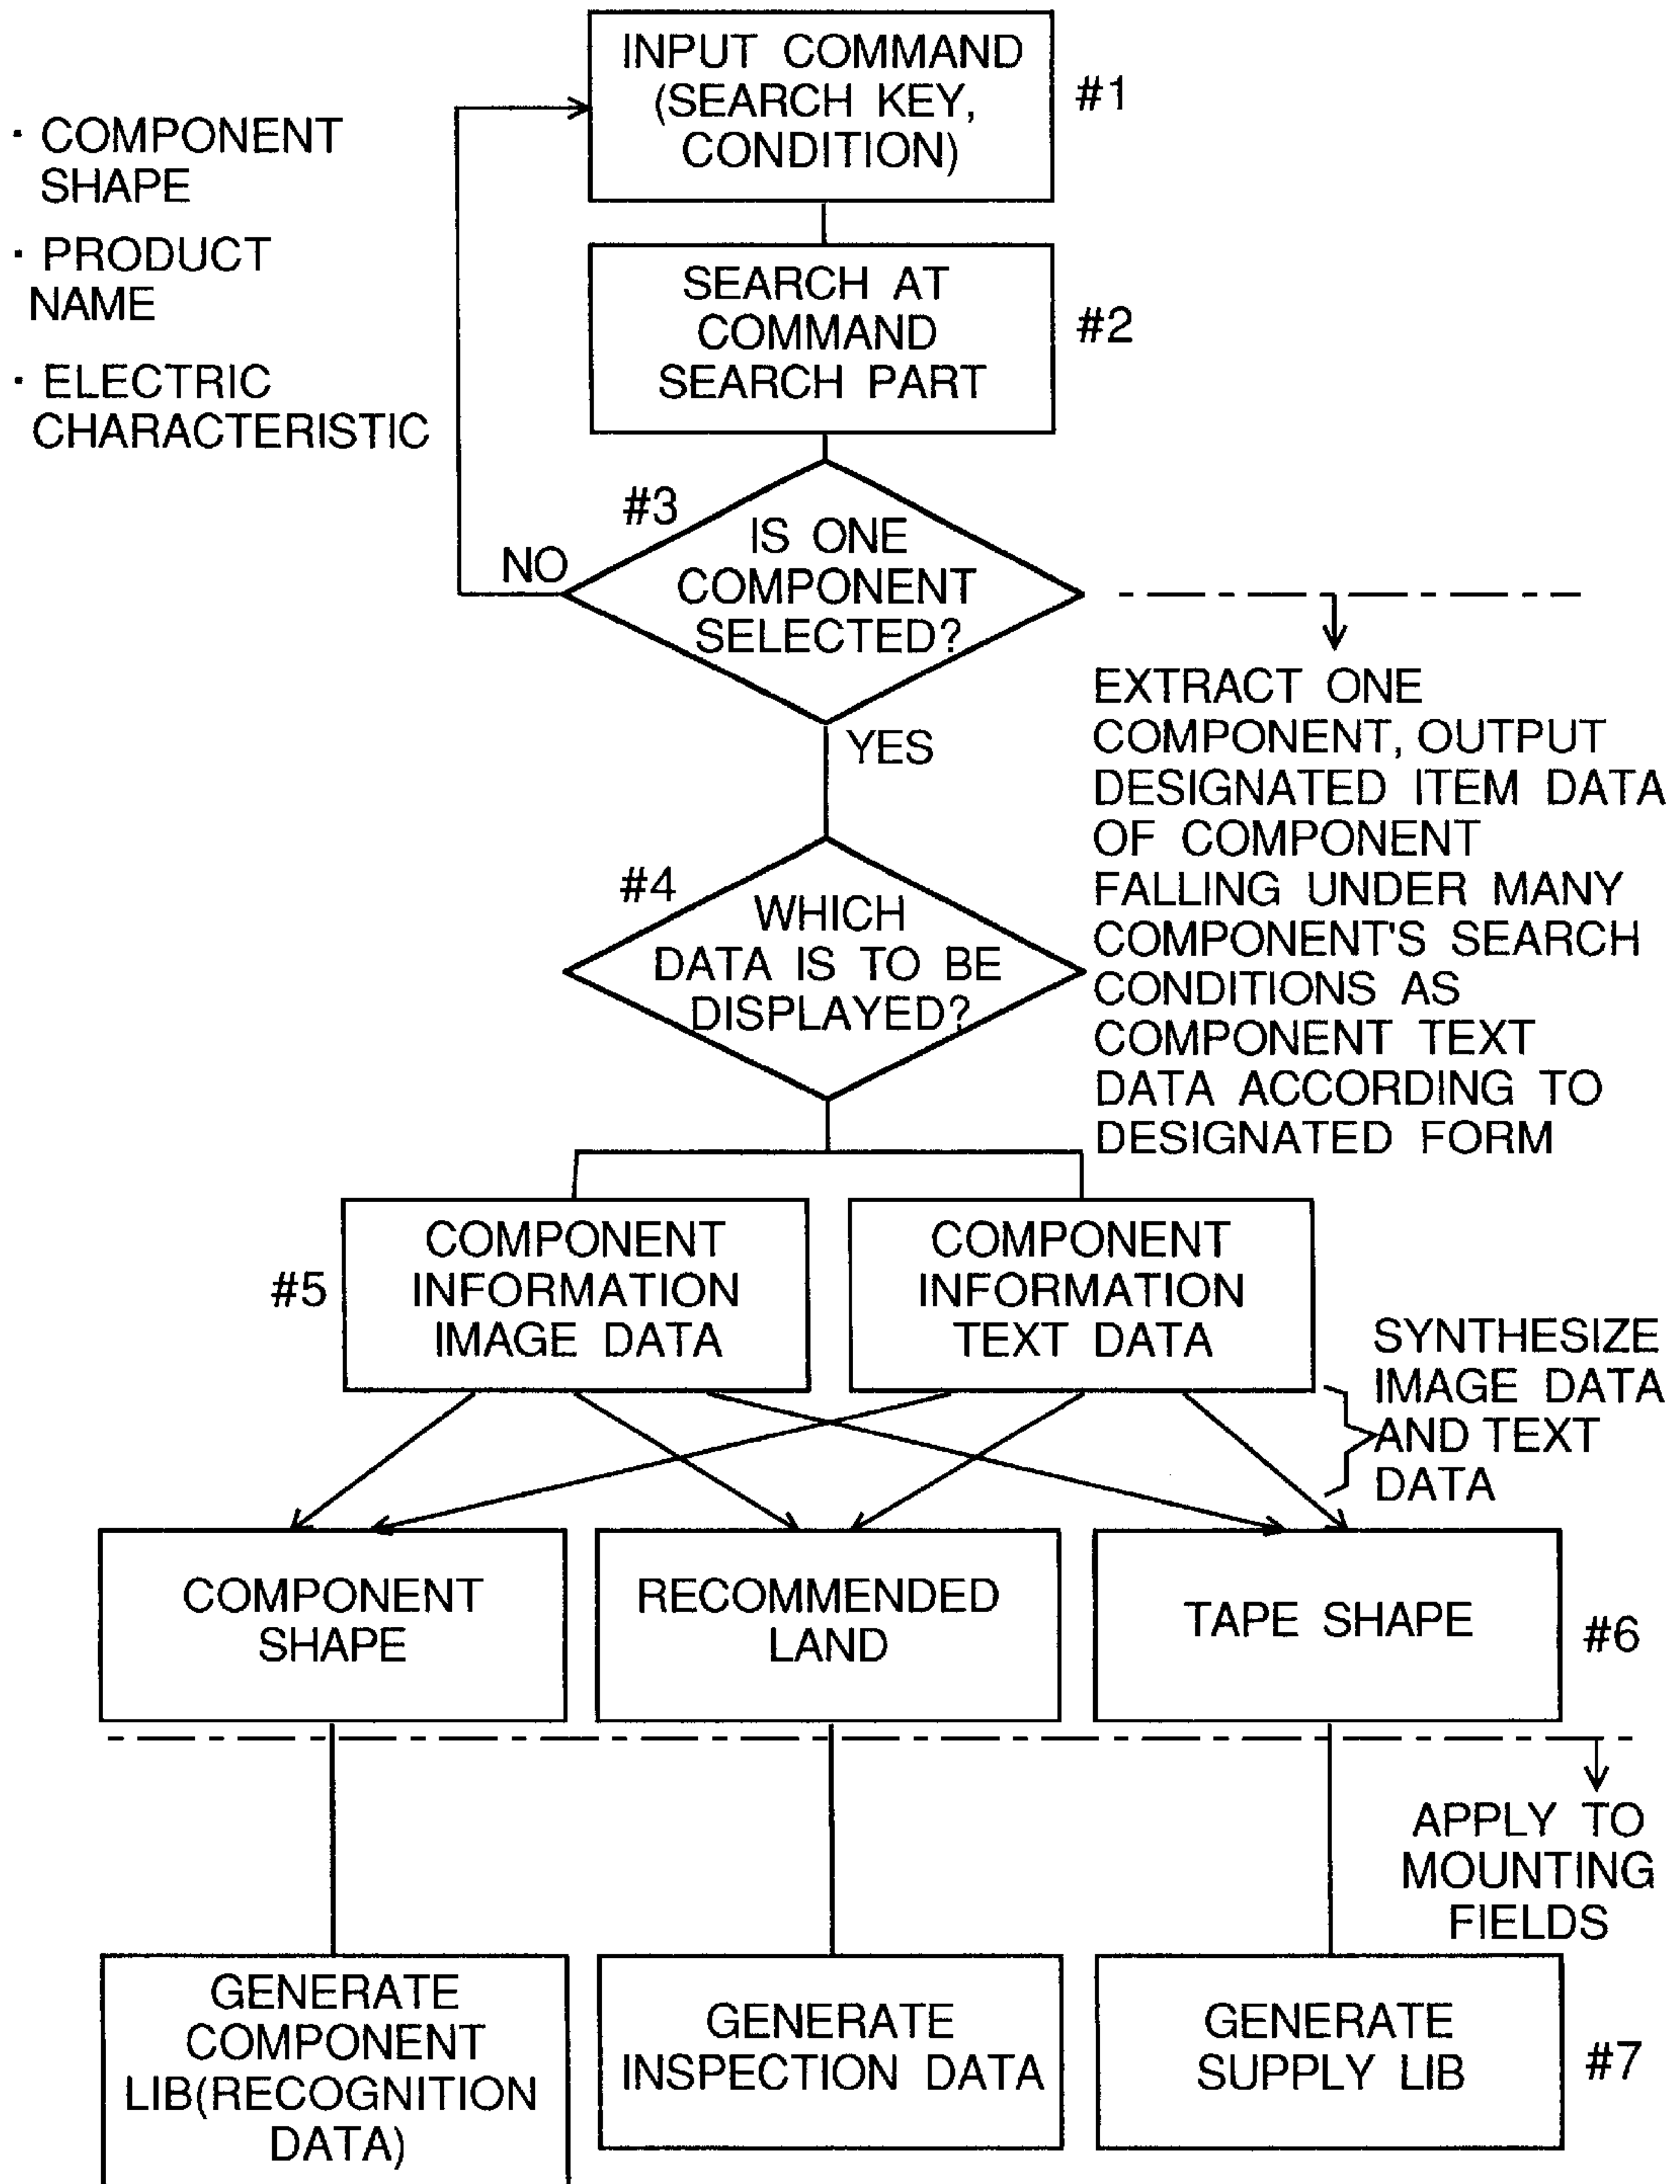 INPUT COMMAND
(SEARCH KEY,
CONDITION)
#1
· COMPONENT
SHAPE
· PRODUCT
NAME
· ELECTRIC
CHARACTERISTIC
SEARCH AT
COMMAND
SEARCH PART
#2
#3
IS ONE
COMPONENT
SELECTED?
NO
YES
EXTRACT ONE
COMPONENT, OUTPUT
DESIGNATED ITEM DATA
OF COMPONENT
FALLING UNDER MANY
COMPONENT'S SEARCH
CONDITIONS AS
COMPONENT TEXT
DATA ACCORDING TO
DESIGNATED FORM
#4
WHICH
DATA IS TO BE
DISPLAYED?
#5
COMPONENT
INFORMATION
IMAGE DATA
COMPONENT
INFORMATION
TEXT DATA
SYNTHESIZE
IMAGE DATA
AND TEXT
DATA
COMPONENT
SHAPE
RECOMMENDED
LAND
TAPE SHAPE
#6
APPLY TO
MOUNTING
FIELDS
GENERATE
COMPONENT
LIB(RECOGNITION
DATA)
GENERATE
INSPECTION DATA
GENERATE
SUPPLY LIB
#7